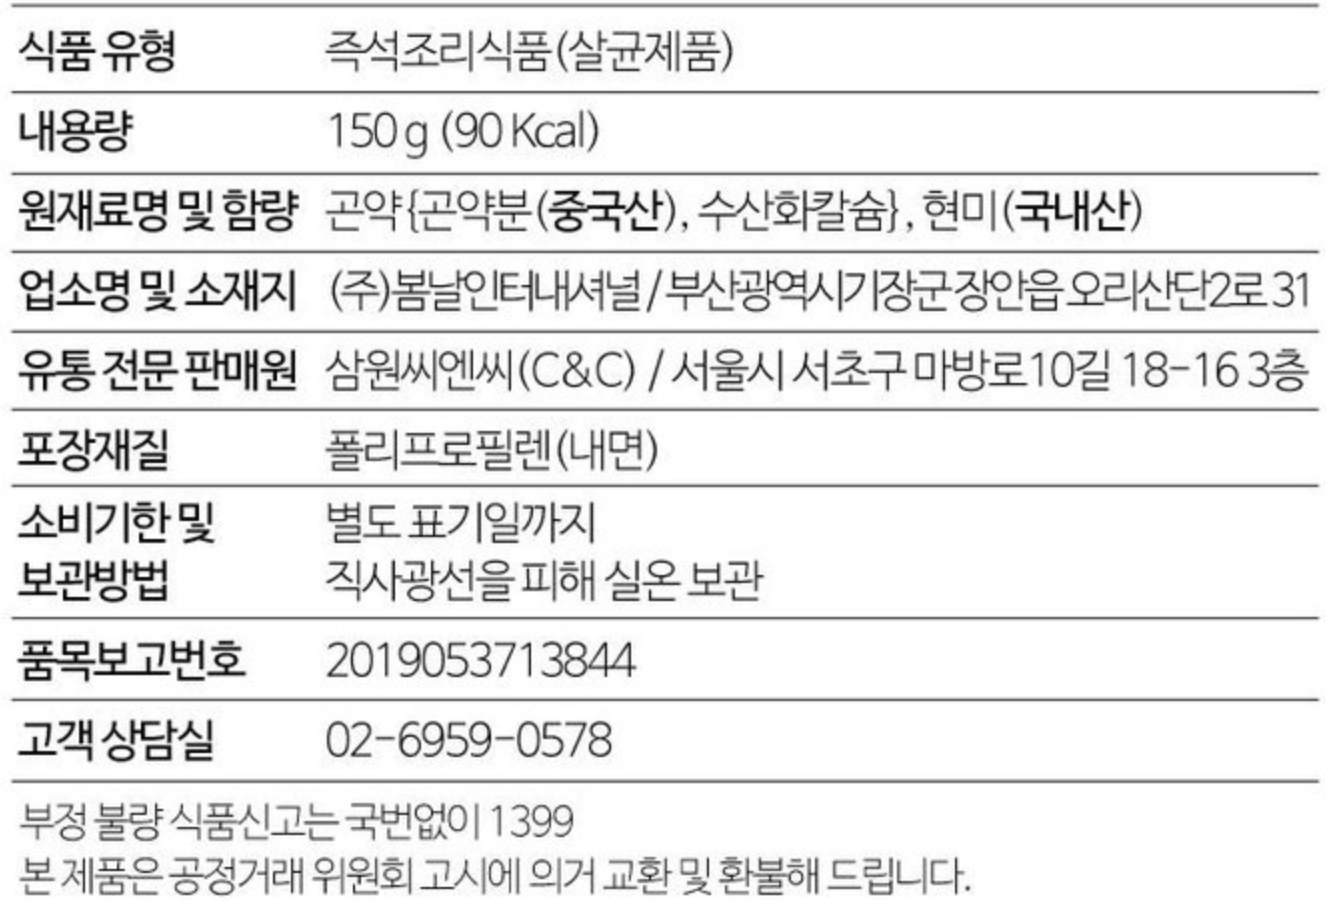 식품 유형 즉석조리식품(살균제품)
내용량 150 g (90 Kcal)
원재료명 및 함량 곤약{곤약분(중국산), 수산화칼슘}, 현미(국내산)
업소명 및 소재지 (주)봄날인터내셔널 / 부산광역시기장군 장안읍 오리산단2로 31
유통 전문 판매원 삼원씨엔씨(C&C) / 서울시 서초구 마방로10길 18-16 3층
포장재질 폴리프로필렌(내면)
소비기한 및 별도 표기일까지
보관방법 직사광선을 피해 실온 보관
품목보고번호 2019053713844
고객 상담실 02-6959-0578
부정 불량 식품신고는 국번없이 1399
본 제품은 공정거래 위원회 고시에 의거 교환 및 환불해 드립니다.